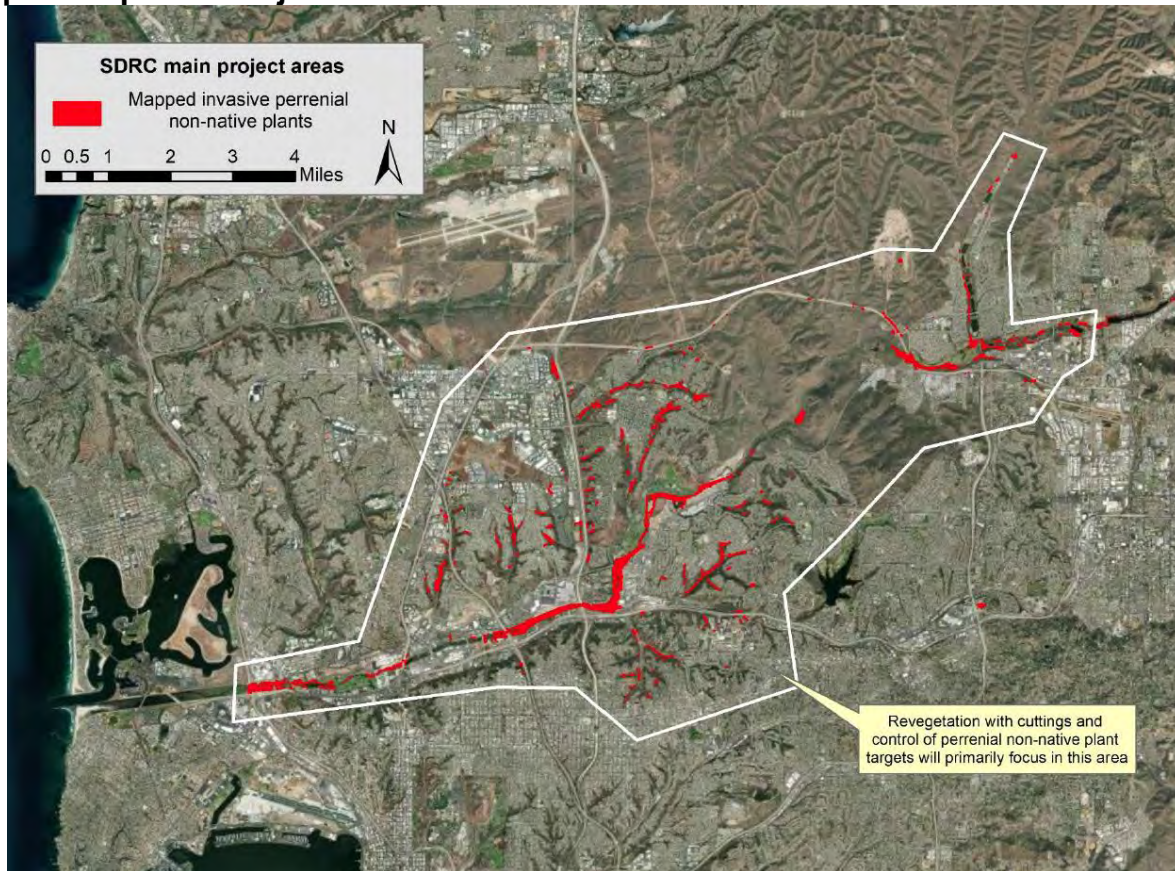 SDRC main project areas
Mapped invasive perrenial
non-native plants
N
0 0.5 1 2 3 4
Miles
Revegetation with cuttings and
control of perrenial non-native plant
targets will primarily focus in this area